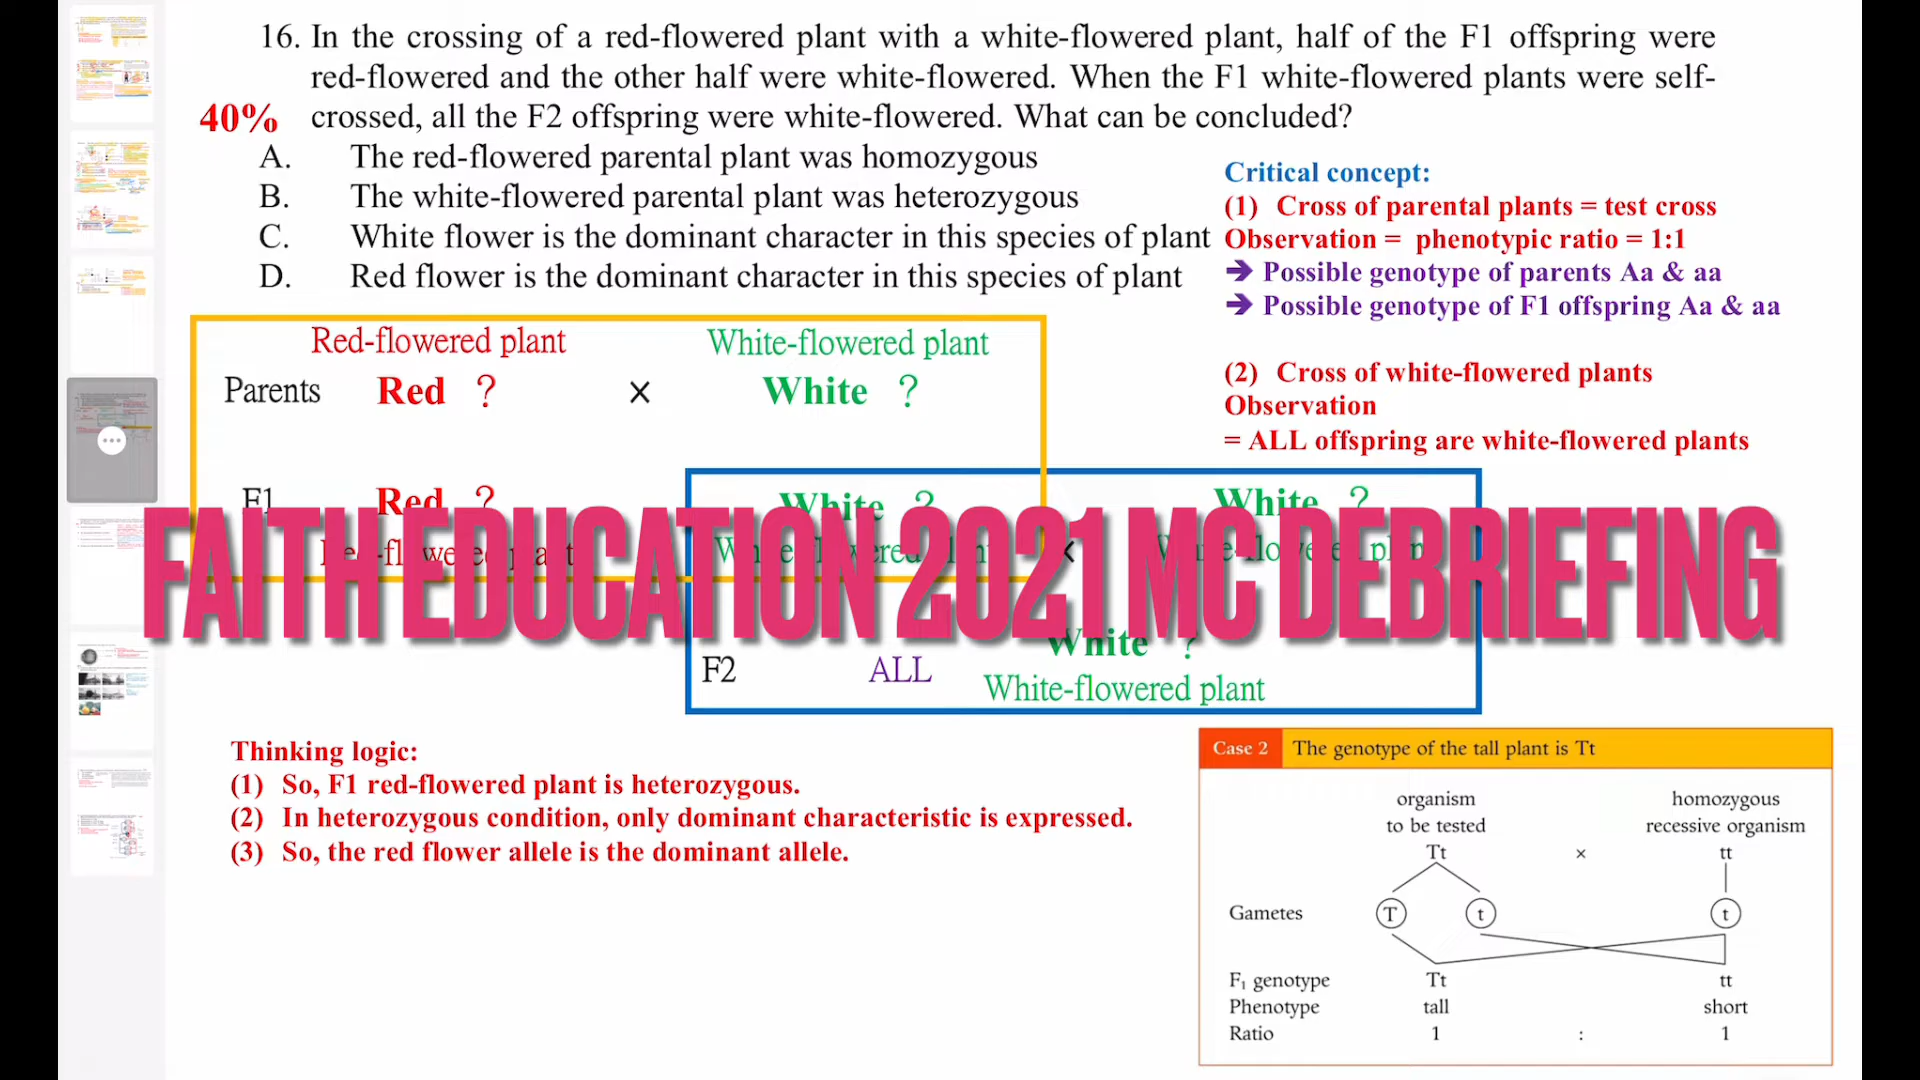 16. In the crossing of a red-flowered plant with a white-flowered plant, half of the F1 offspring were
red-flowered and the other half were white-flowered. When the F1 white-flowered plants were self-
40% crossed, all the F2 offspring were white-flowered. What can be concluded?
A. The red-flowered parental plant was homozygous
B. The white-flowered parental plant was heterozygous
C. White flower is the dominant character in this species of plant
D. Red flower is the dominant character in this species of plant
Critical concept:
(1) Cross of parental plants = test cross
Observation = phenotypic ratio = 1:1
➔ Possible genotype of parents Aa & aa
➔ Possible genotype of F1 offspring Aa & aa
(2) Cross of white-flowered plants
Observation
= ALL offspring are white-flowered plants
Red-flowered plant White-flowered plant
Parents Red ? × White ?
F1 Red ? White ? White ?
Red-flowered plant White-flowered plant × White-flowered plant
FAITH EDUCATION 2021 MC DEBRIEFING
White ?
F2 ALL
White-flowered plant
Thinking logic:
(1) So, F1 red-flowered plant is heterozygous.
(2) In heterozygous condition, only dominant characteristic is expressed.
(3) So, the red flower allele is the dominant allele.
Case 2 The genotype of the tall plant is Tt
organism homozygous
to be tested recessive organism
Tt × tt
Gametes T t t
F₁ genotype Tt tt
Phenotype tall short
Ratio 1 : 1